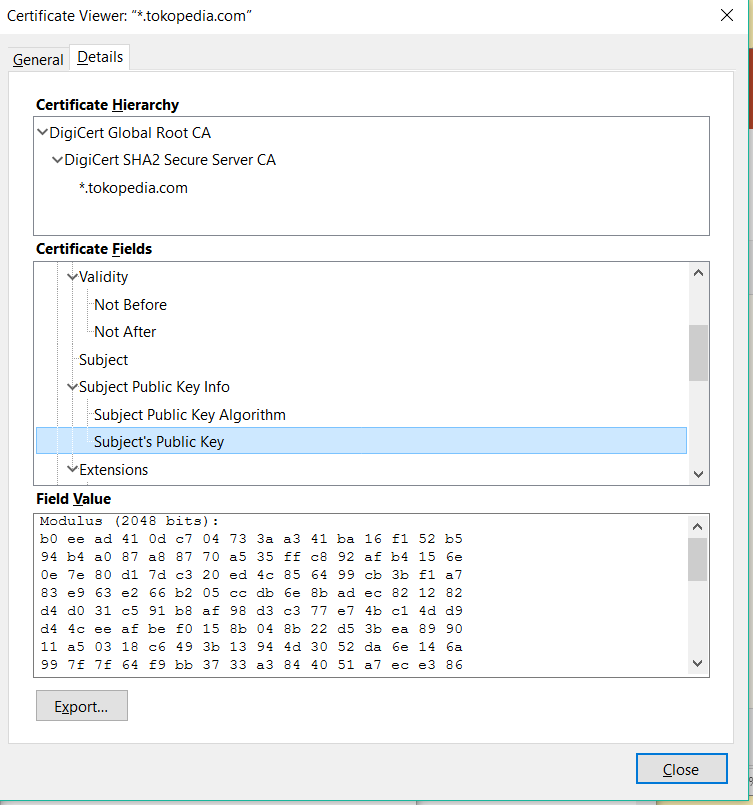 Certificate Viewer: “*.tokopedia.com”
General Details
Certificate Hierarchy
DigiCert Global Root CA
DigiCert SHA2 Secure Server CA
*.tokopedia.com
Certificate Fields
Validity
Not Before
Not After
Subject
Subject Public Key Info
Subject Public Key Algorithm
Subject's Public Key
Extensions
Field Value
Modulus (2048 bits):
b0 ee ad 41 0d c7 04 73 3a a3 41 ba 16 f1 52 b5
94 b4 a0 87 a8 87 70 a5 35 ff c8 92 af b4 15 6e
0e 7e 80 d1 7d c3 20 ed 4c 85 64 99 cb 3b f1 a7
83 e9 63 e2 66 b2 05 cc db 6e 8b ad ec 82 12 82
d4 d0 31 c5 91 b8 af 98 d3 c3 77 e7 4b c1 4d d9
d4 4c ee af be f0 15 8b 04 8b 22 d5 3b ea 89 90
11 a5 03 18 c6 49 3b 13 94 4d 30 52 da 6e 14 6a
99 7f 7f 64 f9 bb 37 33 a3 84 40 51 a7 ec e3 86
Export...
Close